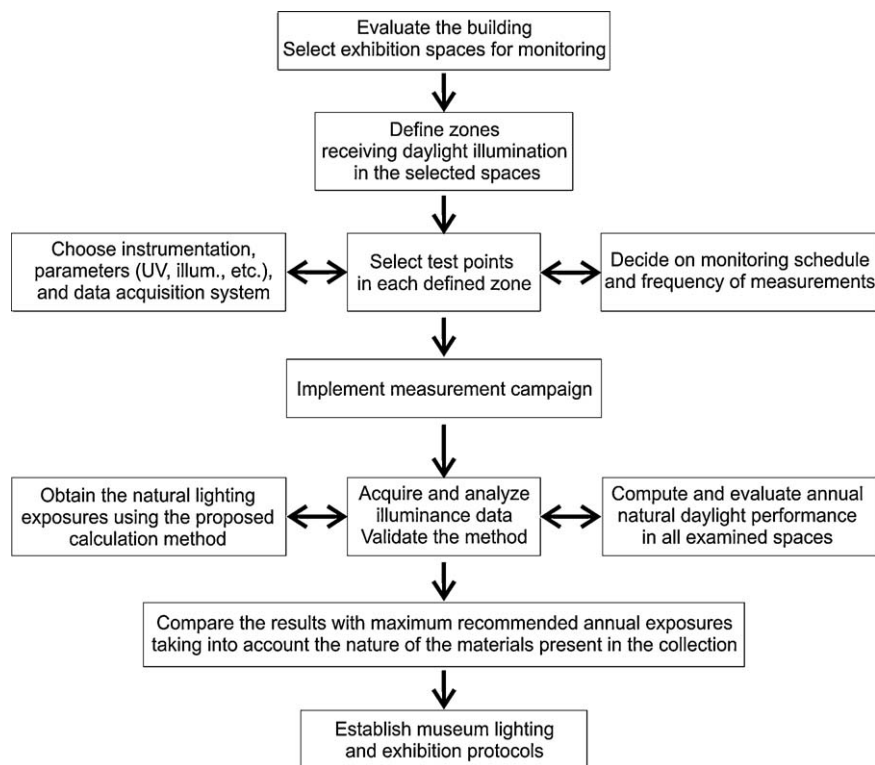 Evaluate the building
Select exhibition spaces for monitoring
Define zones
receiving daylight illumination
in the selected spaces
Choose instrumentation,
parameters (UV, illum., etc.),
and data acquisition system
Select test points
in each defined zone
Decide on monitoring schedule
and frequency of measurements
Implement measurement campaign
Obtain the natural lighting
exposures using the proposed
calculation method
Acquire and analyze
illuminance data
Validate the method
Compute and evaluate annual
natural daylight performance
in all examined spaces
Compare the results with maximum recommended annual exposures
taking into account the nature of the materials present in the collection
Establish museum lighting
and exhibition protocols